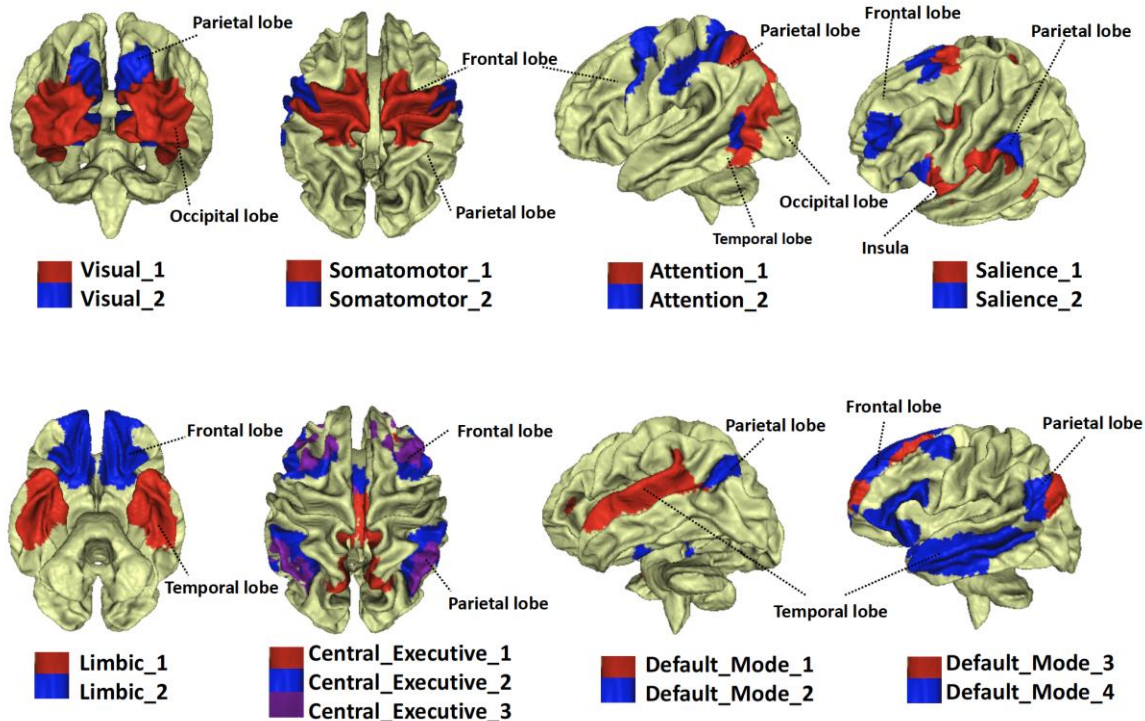 Parietal lobe
Occipital lobe
Visual_1
Visual_2
Frontal lobe
Parietal lobe
Somatomotor_1
Somatomotor_2
Parietal lobe
Occipital lobe
Temporal lobe
Attention_1
Attention_2
Frontal lobe
Parietal lobe
Insula
Salience_1
Salience_2
Frontal lobe
Temporal lobe
Limbic_1
Limbic_2
Frontal lobe
Parietal lobe
Central_Executive_1
Central_Executive_2
Central_Executive_3
Parietal lobe
Temporal lobe
Default_Mode_1
Default_Mode_2
Frontal lobe
Parietal lobe
Default_Mode_3
Default_Mode_4